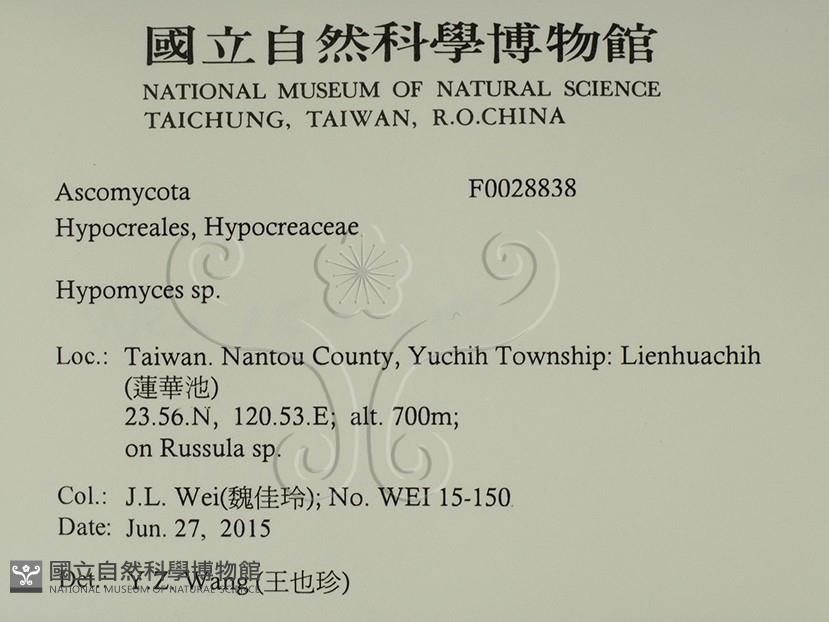 國立自然科學博物館
NATIONAL MUSEUM OF NATURAL SCIENCE
TAICHUNG, TAIWAN, R.O.CHINA
Ascomycota F0028838
Hypocreales, Hypocreaceae
Hypomyces sp.
Loc.: Taiwan. Nantou County, Yuchih Township: Lienhuachih
(蓮華池)
23.56.N, 120.53.E; alt. 700m;
on Russula sp.
Col.: J.L. Wei(魏佳玲); No. WEI 15-150
Date: Jun. 27, 2015
Det.: Y. Z. Wang (王也珍)
國立自然科學博物館
NATIONAL MUSEUM OF NATURAL SCIENCE